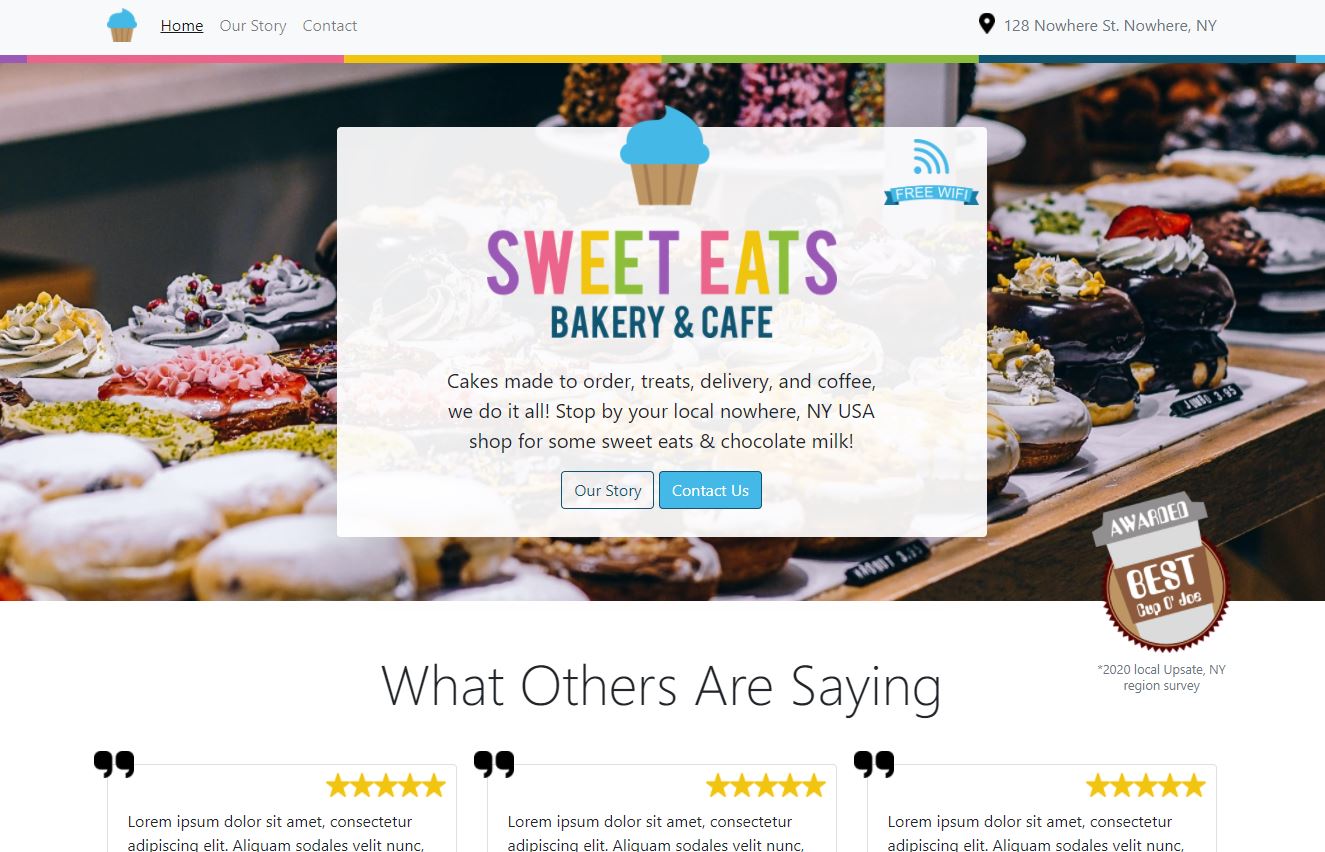 Home Our Story Contact
128 Nowhere St. Nowhere, NY
FREE WIFI
SWEET EATS
BAKERY & CAFE
Cakes made to order, treats, delivery, and coffee,
we do it all! Stop by your local nowhere, NY USA
shop for some sweet eats & chocolate milk!
Our Story Contact Us
AWARDED
BEST
Cup O' Joe
*2020 local Upsate, NY
region survey
What Others Are Saying
Lorem ipsum dolor sit amet, consectetur
adipiscing elit. Aliquam sodales velit nunc,
Lorem ipsum dolor sit amet, consectetur
adipiscing elit. Aliquam sodales velit nunc,
Lorem ipsum dolor sit amet, consectetur
adipiscing elit. Aliquam sodales velit nunc,